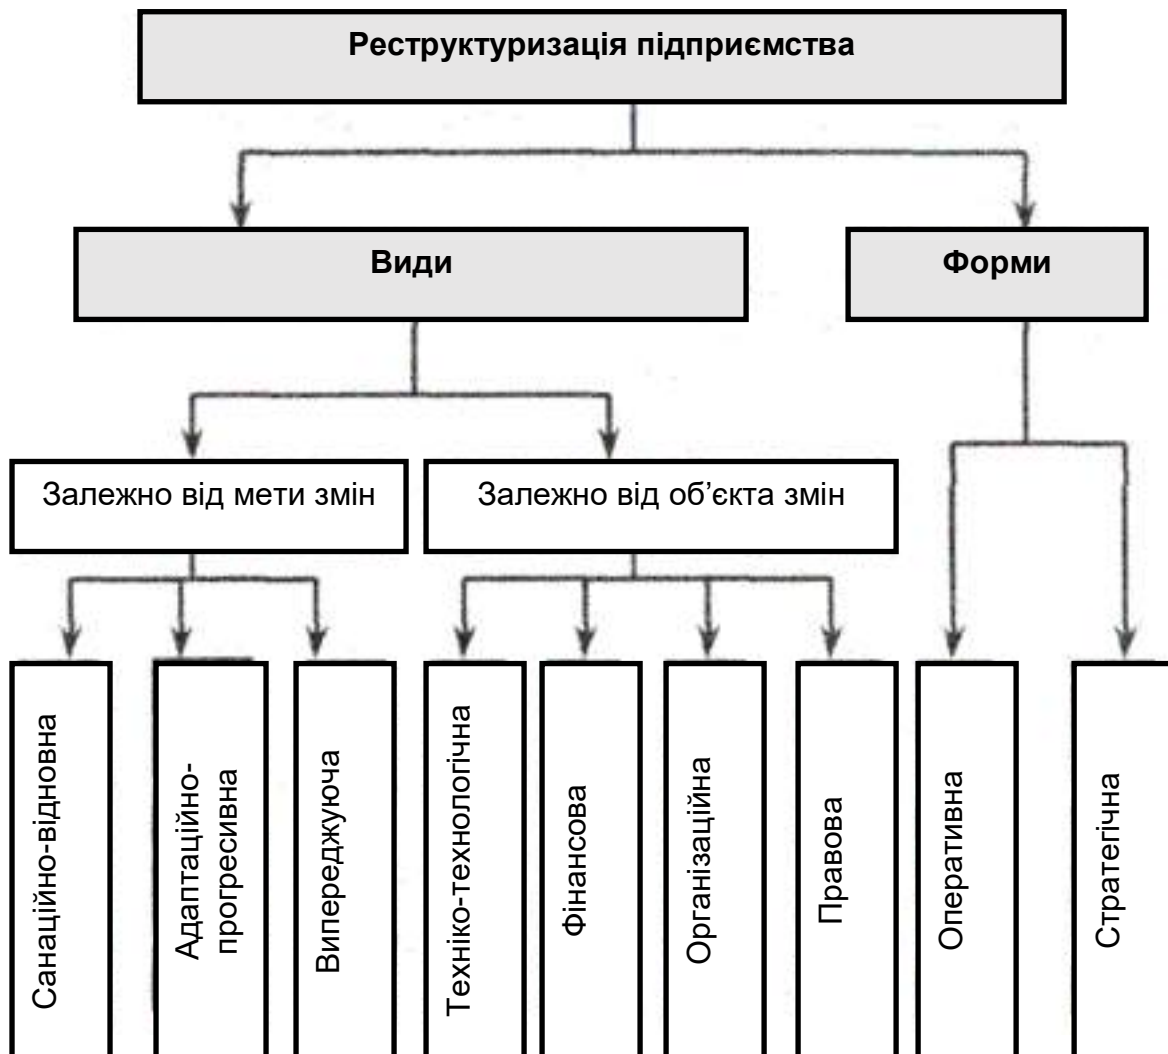 Реструктуризація підприємства
Види
Форми
Залежно від мети змін
Залежно від об’єкта змін
Санаційно-відновна
Адаптаційно-
прогресивна
Випереджуюча
Техніко-технологічна
Фінансова
Організаційна
Правова
Оперативна
Стратегічна